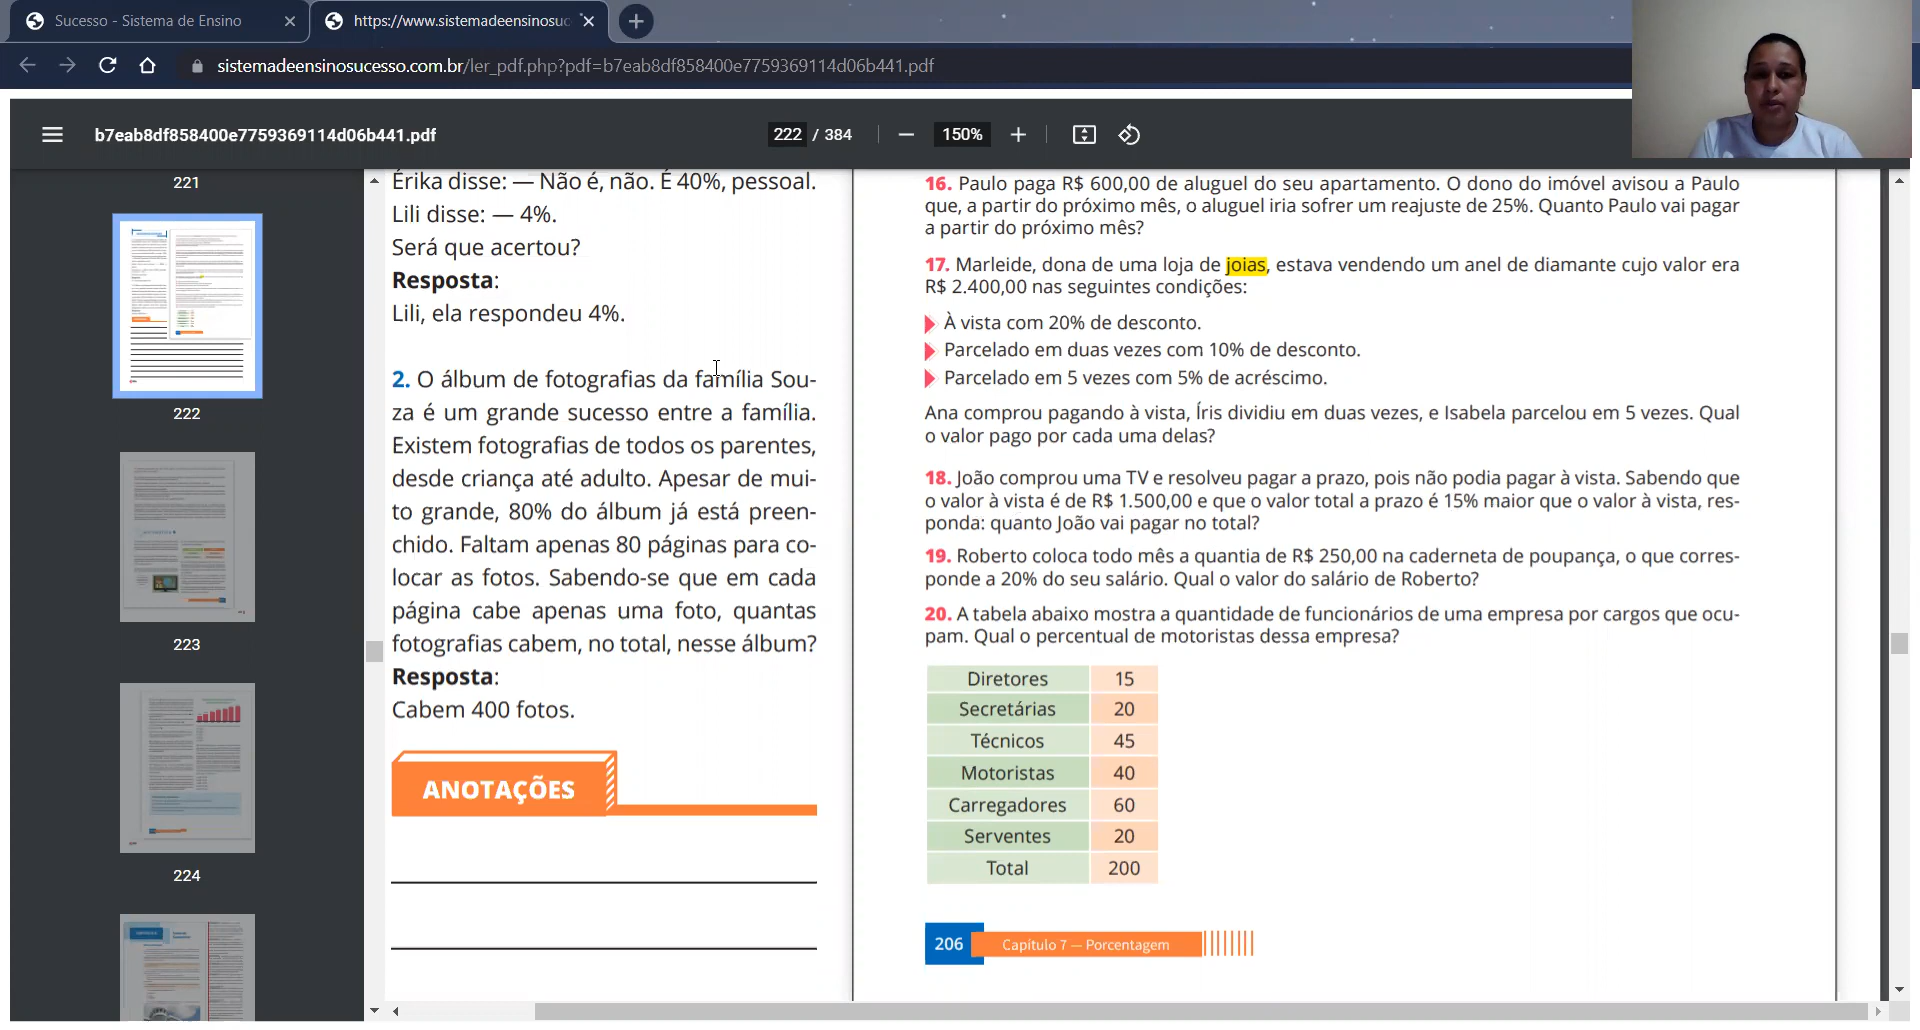 Sucesso - Sistema de Ensino
https://www.sistemadeensinosuc
sistemadeensinosucesso.com.br/ler_pdf.php?pdf=b7eab8df858400e7759369114d06b441.pdf
b7eab8df858400e7759369114d06b441.pdf
222 / 384
150%
221
222
223
224
Érika disse: — Não é, não. É 40%, pessoal.
Lili disse: — 4%.
Será que acertou?
Resposta:
Lili, ela respondeu 4%.
2. O álbum de fotografias da família Sou-
za é um grande sucesso entre a família.
Existem fotografias de todos os parentes,
desde criança até adulto. Apesar de mui-
to grande, 80% do álbum já está preen-
chido. Faltam apenas 80 páginas para co-
locar as fotos. Sabendo-se que em cada
página cabe apenas uma foto, quantas
fotografias cabem, no total, nesse álbum?
Resposta:
Cabem 400 fotos.
ANOTAÇÕES
16. Paulo paga R$ 600,00 de aluguel do seu apartamento. O dono do imóvel avisou a Paulo
que, a partir do próximo mês, o aluguel iria sofrer um reajuste de 25%. Quanto Paulo vai pagar
a partir do próximo mês?
17. Marleide, dona de uma loja de joias, estava vendendo um anel de diamante cujo valor era
R$ 2.400,00 nas seguintes condições:
À vista com 20% de desconto.
Parcelado em duas vezes com 10% de desconto.
Parcelado em 5 vezes com 5% de acréscimo.
Ana comprou pagando à vista, Íris dividiu em duas vezes, e Isabela parcelou em 5 vezes. Qual
o valor pago por cada uma delas?
18. João comprou uma TV e resolveu pagar a prazo, pois não podia pagar à vista. Sabendo que
o valor à vista é de R$ 1.500,00 e que o valor total a prazo é 15% maior que o valor à vista, res-
ponda: quanto João vai pagar no total?
19. Roberto coloca todo mês a quantia de R$ 250,00 na caderneta de poupança, o que corres-
ponde a 20% do seu salário. Qual o valor do salário de Roberto?
20. A tabela abaixo mostra a quantidade de funcionários de uma empresa por cargos que ocu-
pam. Qual o percentual de motoristas dessa empresa?
Diretores 15
Secretárias 20
Técnicos 45
Motoristas 40
Carregadores 60
Serventes 20
Total 200
206 Capítulo 7 — Porcentagem